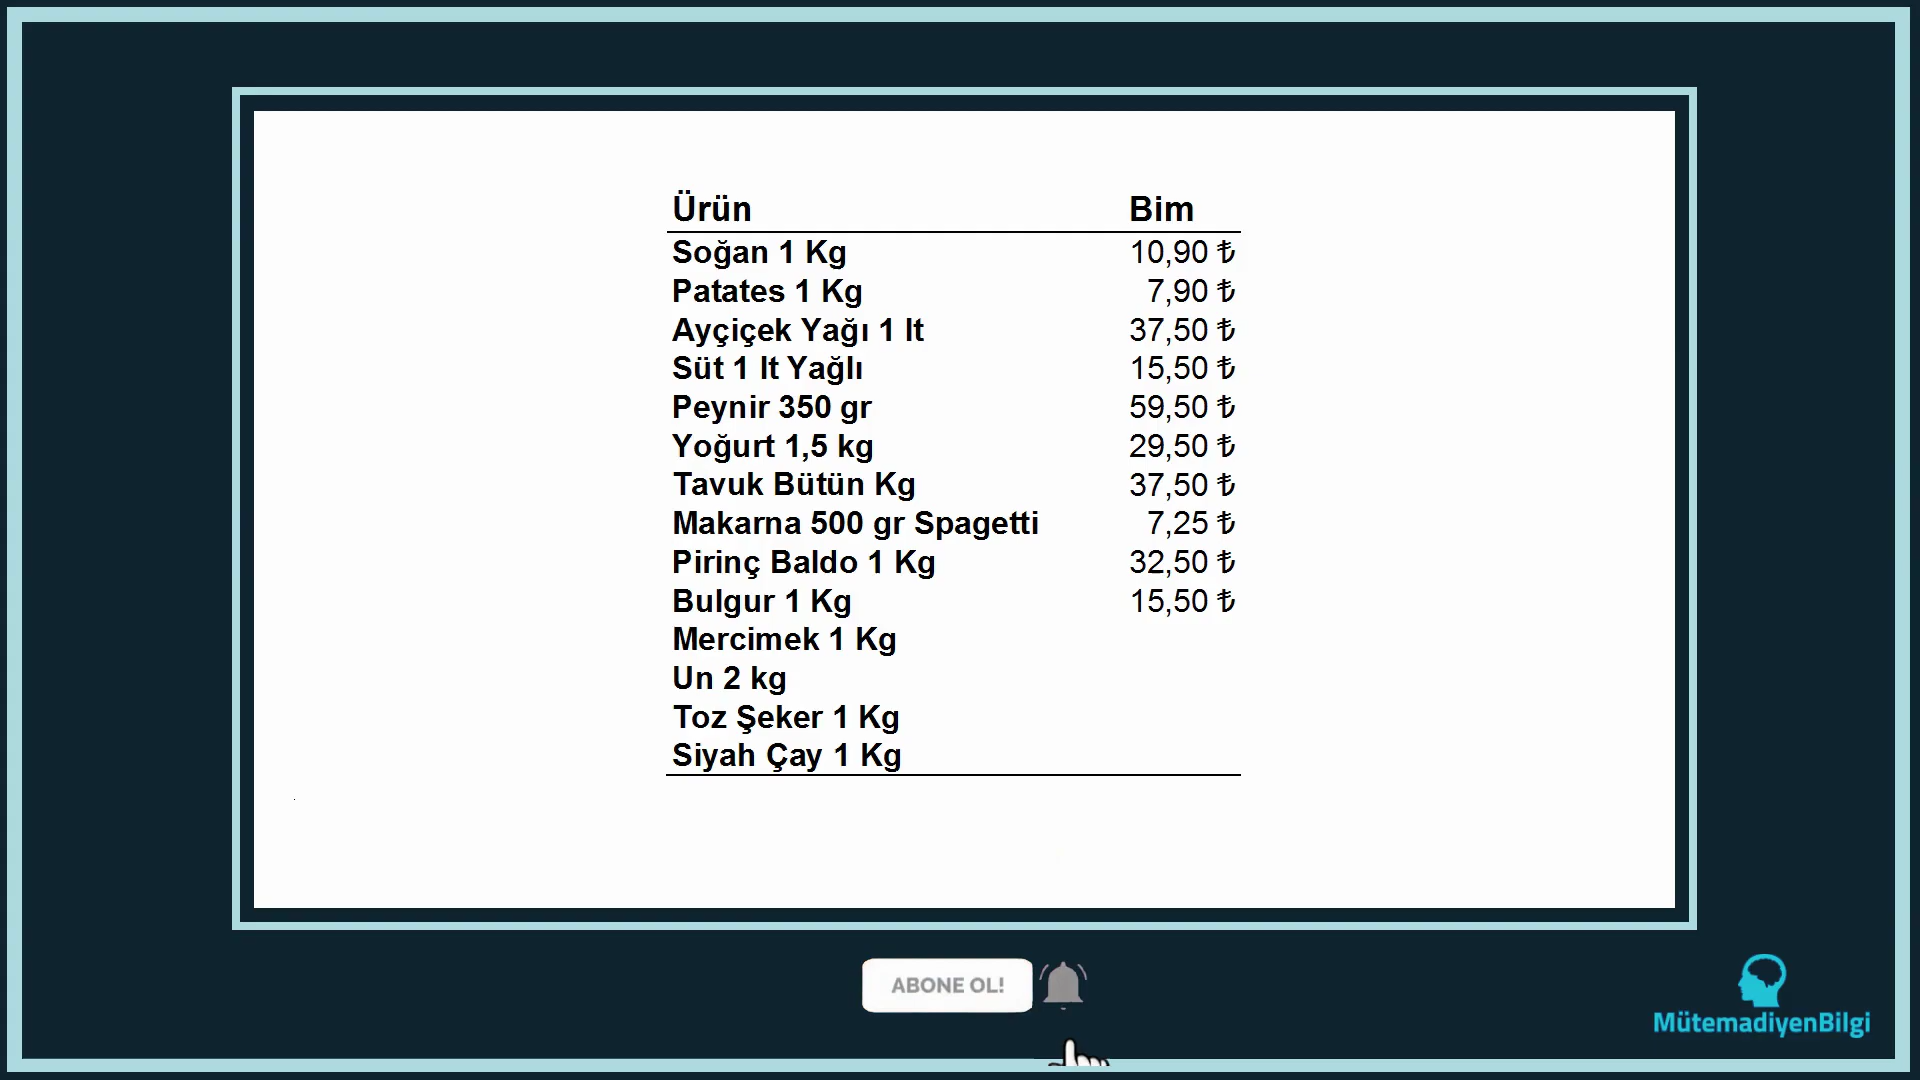 Ürün Bim
Soğan 1 Kg 10,90 ₺
Patates 1 Kg 7,90 ₺
Ayçiçek Yağı 1 lt 37,50 ₺
Süt 1 lt Yağlı 15,50 ₺
Peynir 350 gr 59,50 ₺
Yoğurt 1,5 kg 29,50 ₺
Tavuk Bütün Kg 37,50 ₺
Makarna 500 gr Spagetti 7,25 ₺
Pirinç Baldo 1 Kg 32,50 ₺
Bulgur 1 Kg 15,50 ₺
Mercimek 1 Kg
Un 2 kg
Toz Şeker 1 Kg
Siyah Çay 1 Kg
ABONE OL!
MütemadiyenBilgi